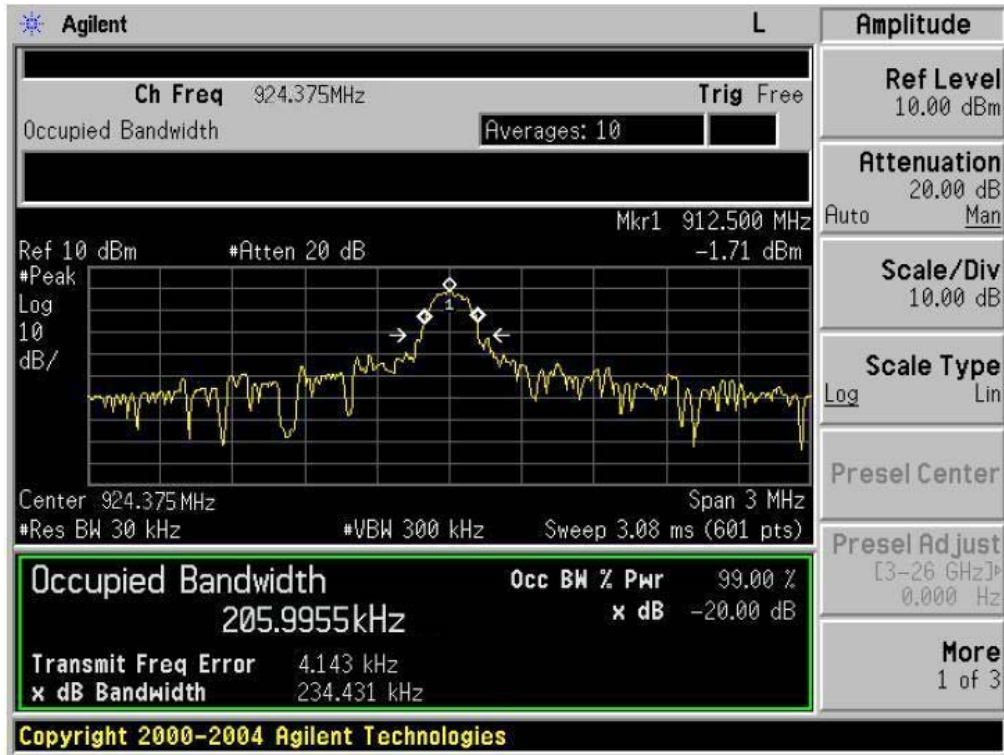 Agilent
L
Ch Freq 924.375MHz
Trig Free
Occupied Bandwidth
Averages: 10
Mkr1 912.500 MHz
Ref 10 dBm #Atten 20 dB -1.71 dBm
#Peak
Log
10
dB/
1
Center 924.375MHz Span 3 MHz
#Res BW 30 kHz #VBW 300 kHz Sweep 3.08 ms (601 pts)
Occupied Bandwidth
205.9955kHz
Occ BW % Pwr 99.00 %
x dB -20.00 dB
Transmit Freq Error 4.143 kHz
x dB Bandwidth 234.431 kHz
Copyright 2000-2004 Agilent Technologies
Amplitude
Ref Level
10.00 dBm
Attenuation
20.00 dB
Auto Man
Scale/Div
10.00 dB
Scale Type
Log Lin
Presel Center
Presel Adjust
[3-26 GHz]
0.000 Hz
More
1 of 3